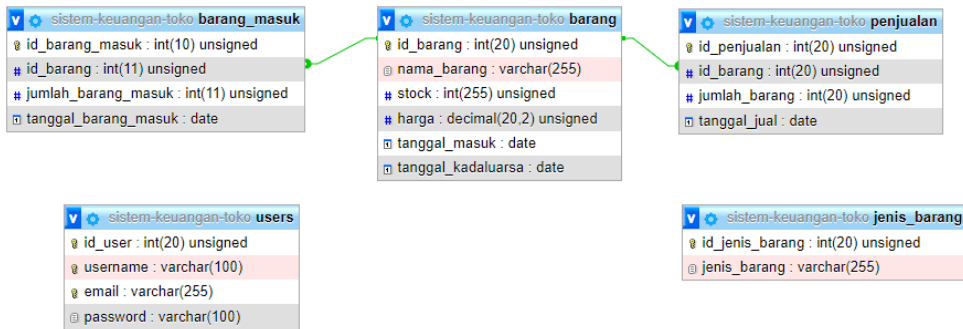 sistem-keuangan-toko barang_masuk
id_barang_masuk : int(10) unsigned
id_barang : int(11) unsigned
jumlah_barang_masuk : int(11) unsigned
tanggal_barang_masuk : date
sistem-keuangan-toko barang
id_barang : int(20) unsigned
nama_barang : varchar(255)
stock : int(255) unsigned
harga : decimal(20,2) unsigned
tanggal_masuk : date
tanggal_kadaluarsa : date
sistem-keuangan-toko penjualan
id_penjualan : int(20) unsigned
id_barang : int(20) unsigned
jumlah_barang : int(20) unsigned
tanggal_jual : date
sistem-keuangan-toko users
id_user : int(20) unsigned
username : varchar(100)
email : varchar(255)
password : varchar(100)
sistem-keuangan-toko jenis_barang
id_jenis_barang : int(20) unsigned
jenis_barang : varchar(255)